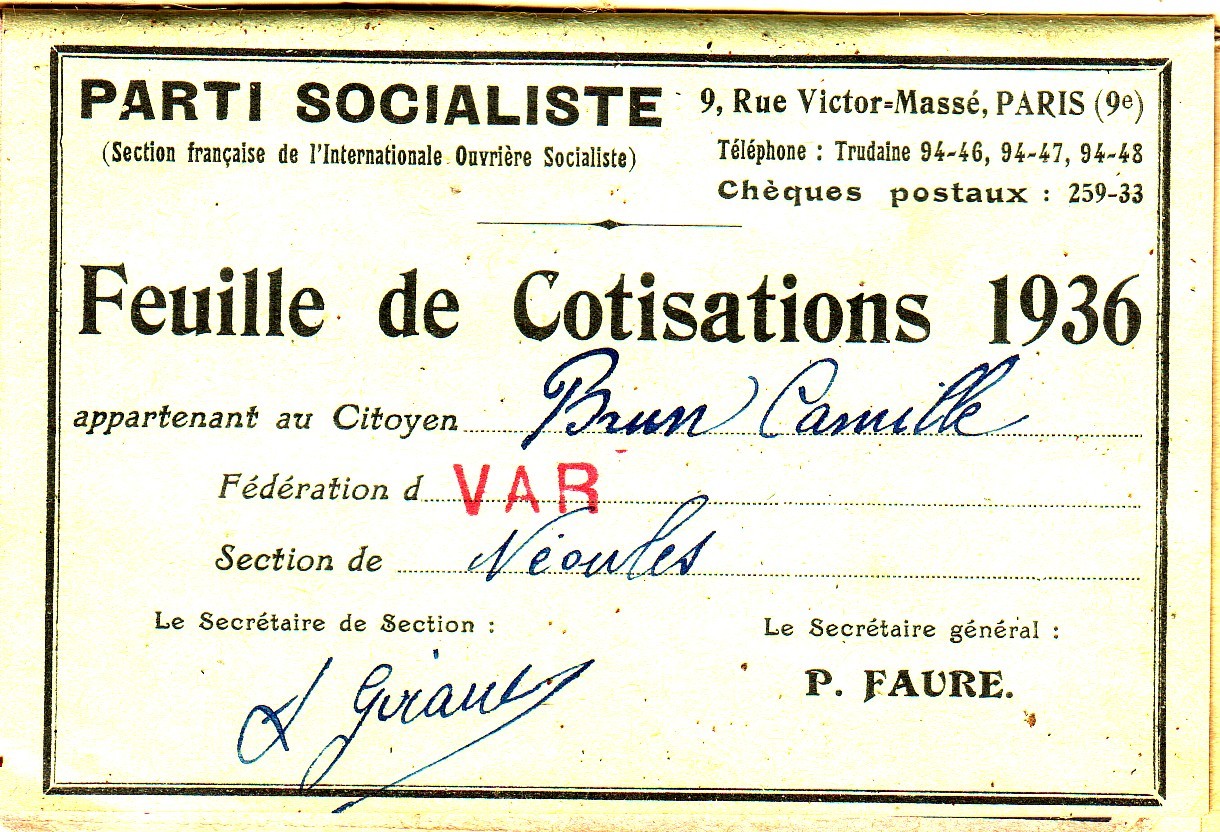 PARTI SOCIALISTE
(Section française de l'Internationale Ouvrière Socialiste)
9, Rue Victor=Massé, PARIS (9e)
Téléphone : Trudaine 94-46, 94-47, 94-48
Chèques postaux : 259-33
Feuille de Cotisations 1936
appartenant au Citoyen Brun Camille
Fédération d VAR
Section de Néoules
Le Secrétaire de Section :
Le Secrétaire général :
P. FAURE.